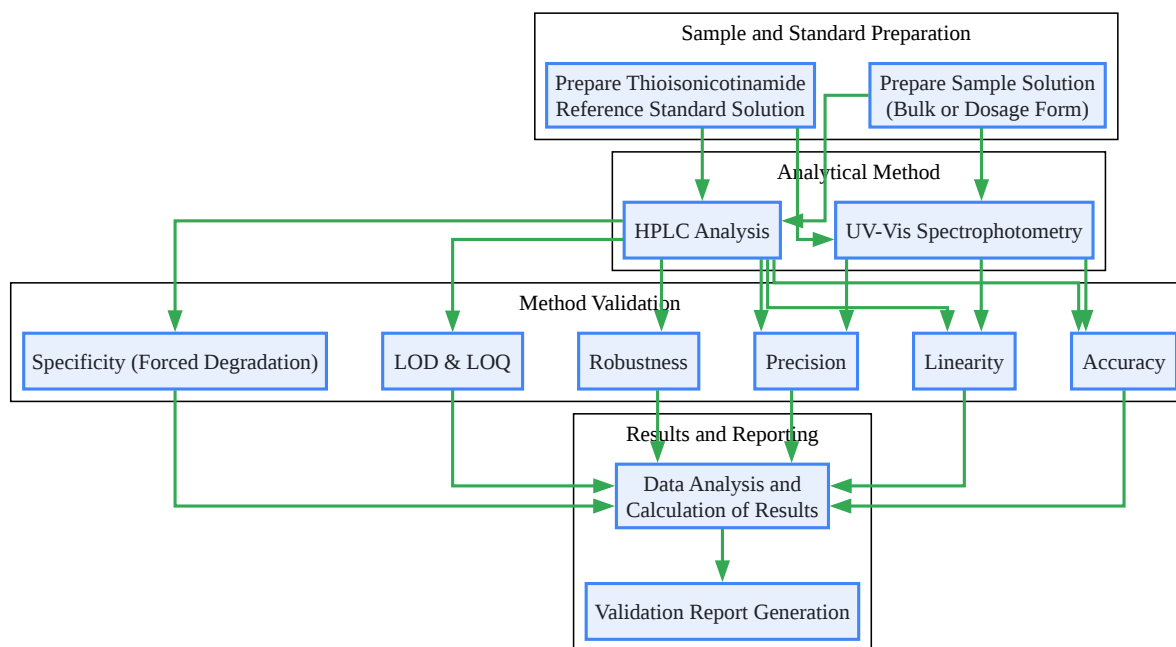 Sample and Standard Preparation
Prepare Thioisonicotinamide
Reference Standard Solution
Prepare Sample Solution
(Bulk or Dosage Form)
Analytical Method
HPLC Analysis
UV-Vis Spectrophotometry
Method Validation
Specificity (Forced Degradation)
LOD & LOQ
Robustness
Precision
Linearity
Accuracy
Results and Reporting
Data Analysis and
Calculation of Results
Validation Report Generation